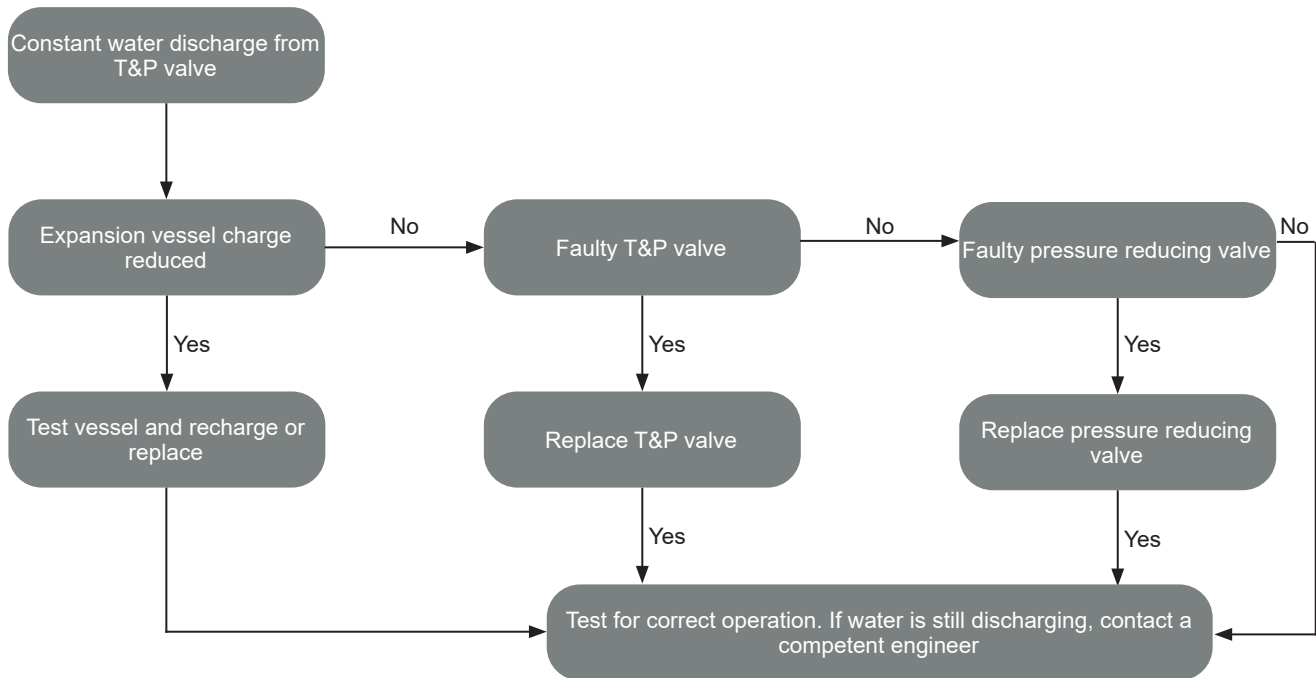 Constant water discharge from
T&P valve
Expansion vessel charge
reduced
No
Faulty T&P valve
No
Faulty pressure reducing valve
No
Yes
Yes
Yes
Test vessel and recharge or
replace
Replace T&P valve
Replace pressure reducing
valve
Yes
Yes
Test for correct operation. If water is still discharging, contact a
competent engineer